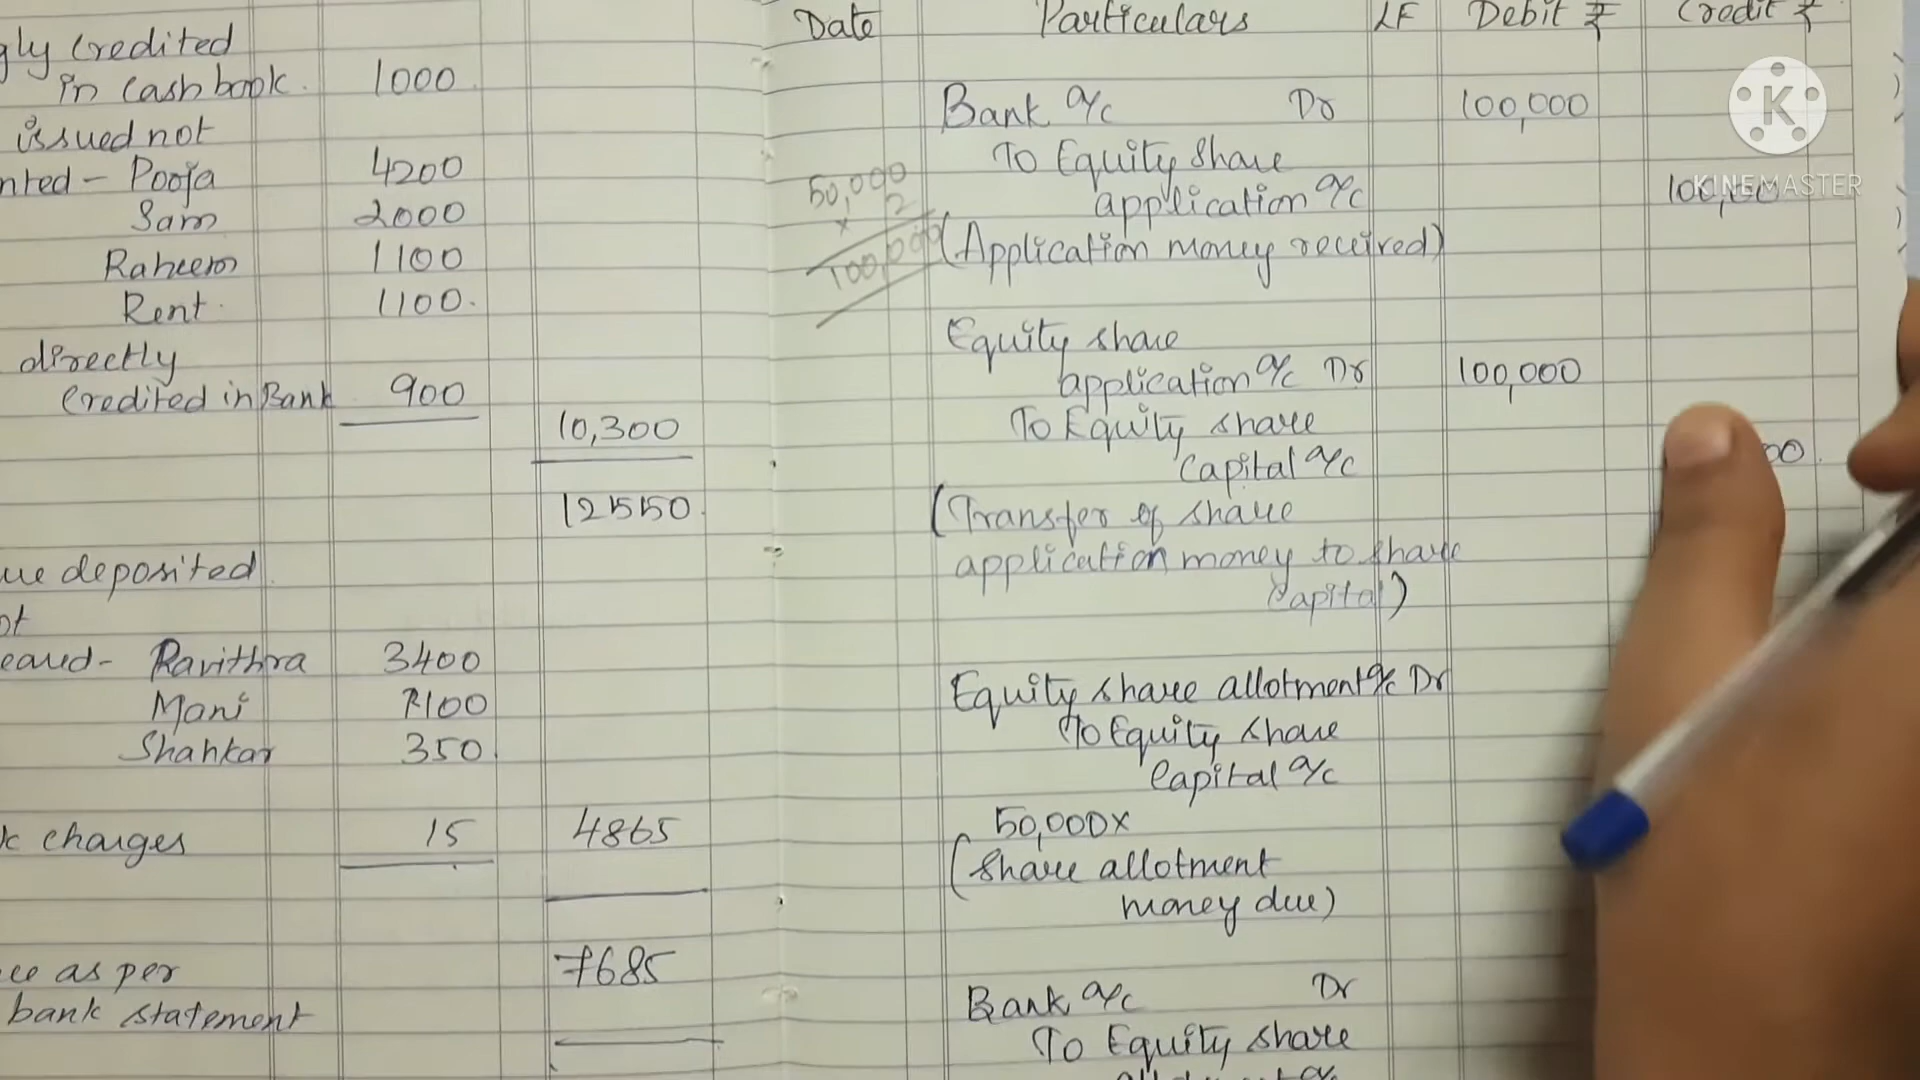 gly credited
in cash book. 1000
issued not
nted - Pooja 4200
Sam 2000
Raheem 1100
Rent. 1100.
directly
credited in Bank 900
10,300
12550.
ue deposited
ot
eared - Pavithra 3400
Mani 1100
Shankar 350.
k charges 15 4865
ce as per 7685
bank statement
Date Particulars LF Debit ₹ Credit ₹
Bank a/c Dr 100,000
To Equity Share
application a/c 100,00
(Application money received)
50,000
x 2
100,000
Equity share
application a/c Dr 100,000
To Equity share
Capital a/c 00.
(Transfer of share
application money to share
capital)
Equity share allotment a/c Dr
To Equity share
Capital a/c
50,000x
(Share allotment
money due)
Bank a/c Dr
To Equity share
K
KINEMASTER